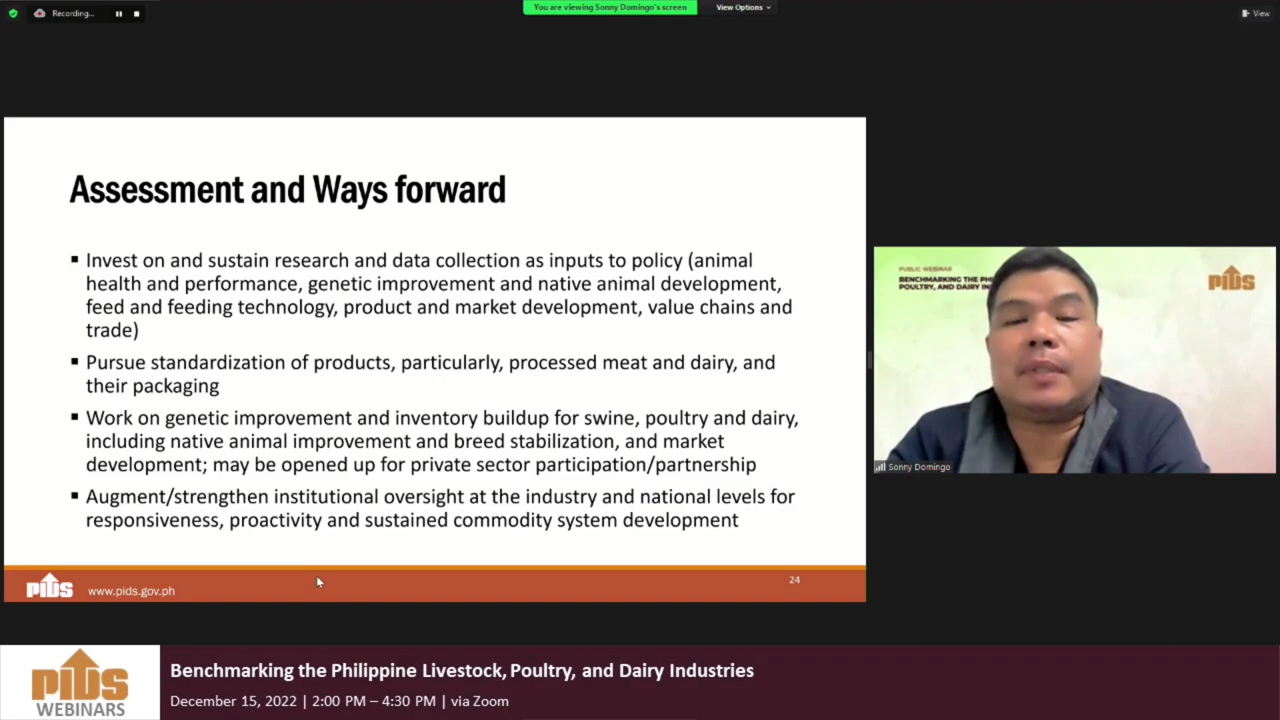 Recording...
You are viewing Sonny Domingo's screen
View Options
View
Assessment and Ways forward
▪ Invest on and sustain research and data collection as inputs to policy (animal
health and performance, genetic improvement and native animal development,
feed and feeding technology, product and market development, value chains and
trade)
▪ Pursue standardization of products, particularly, processed meat and dairy, and
their packaging
▪ Work on genetic improvement and inventory buildup for swine, poultry and dairy,
including native animal improvement and breed stabilization, and market
development; may be opened up for private sector participation/partnership
▪ Augment/strengthen institutional oversight at the industry and national levels for
responsiveness, proactivity and sustained commodity system development
PIDS
www.pids.gov.ph
24
PUBLIC WEBINAR
BENCHMARKING THE
POULTRY, AND DAIRY
PIDS
Sonny Domingo
PIDS
WEBINARS
Benchmarking the Philippine Livestock, Poultry, and Dairy Industries
December 15, 2022 | 2:00 PM – 4:30 PM | via Zoom